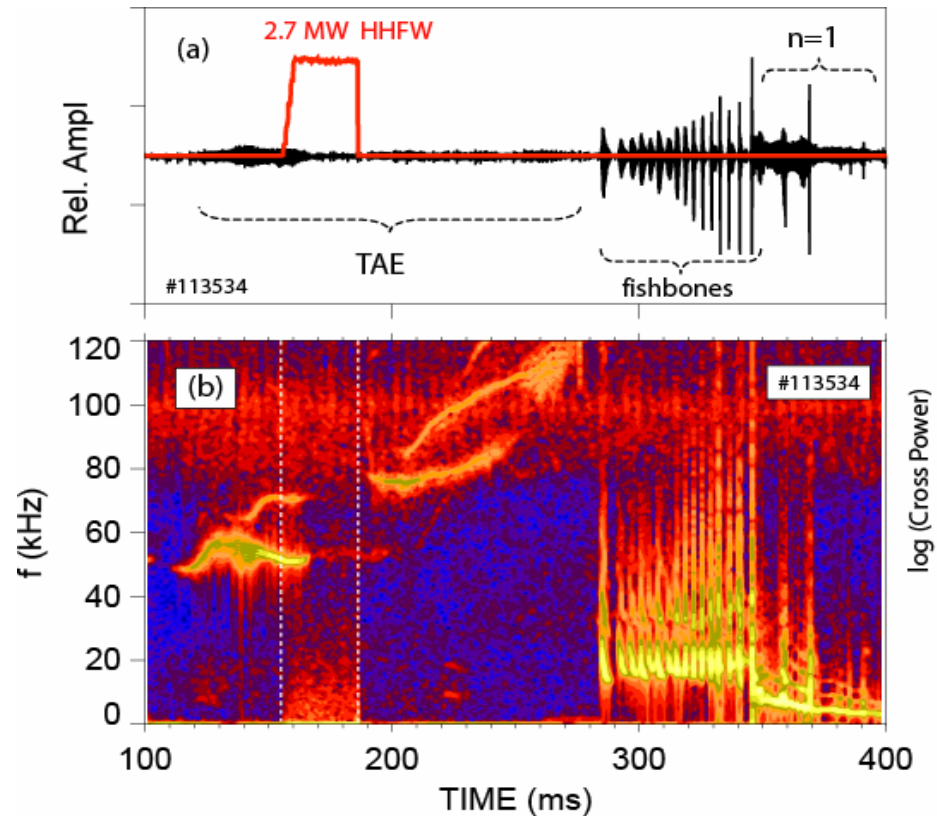 (a)
2.7 MW HHFW
n=1
Rel. Ampl
TAE
fishbones
#113534
(b)
#113534
120
100
80
60
40
20
0
f (kHz)
log (Cross Power)
100
200
300
400
TIME (ms)